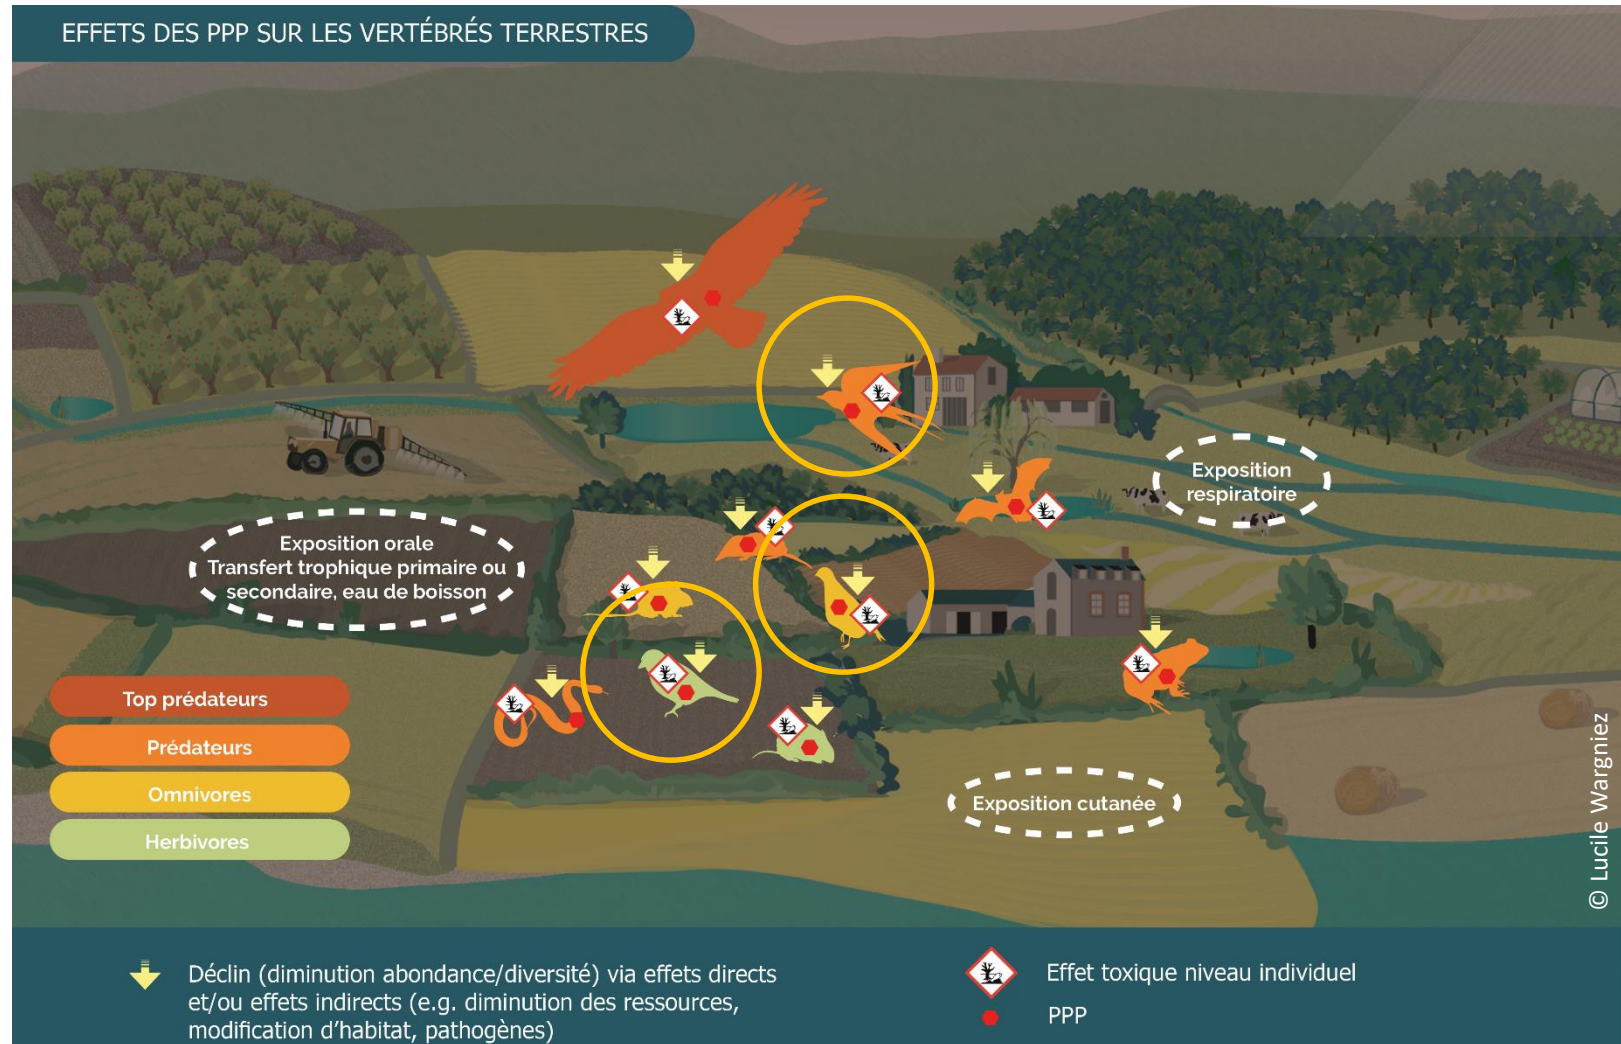 EFFETS DES PPP SUR LES VERTÉBRÉS TERRESTRES
Exposition
respiratoire
Exposition orale
Transfert trophique primaire ou
secondaire, eau de boisson
Top prédateurs
Prédateurs
Omnivores
Herbivores
Exposition cutanée
© Lucile Wargniez
Déclin (diminution abondance/diversité) via effets directs
et/ou effets indirects (e.g. diminution des ressources,
modification d’habitat, pathogènes)
Effet toxique niveau individuel
PPP